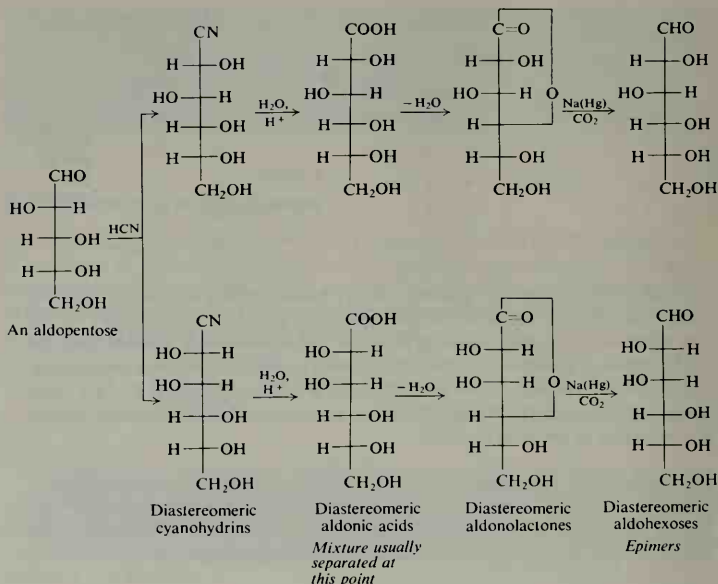 CN
H OH
HO H
H OH
H OH
CH₂OH
H₂O,
H⁺
COOH
H OH
HO H
H OH
H OH
CH₂OH
−H₂O
C=O
H OH
HO H O
H
H OH
CH₂OH
Na(Hg)
CO₂
CHO
H OH
HO H
H OH
H OH
CH₂OH
CHO
HO H
H OH
H OH
CH₂OH
An aldopentose
HCN
CN
HO H
HO H
H OH
H OH
CH₂OH
Diastereomeric
cyanohydrins
H₂O,
H⁺
COOH
HO H
HO H
H OH
H OH
CH₂OH
Diastereomeric
aldonic acids
Mixture usually
separated at
this point
−H₂O
C=O
HO H
HO H O
H
H OH
CH₂OH
Diastereomeric
aldonolactones
Na(Hg)
CO₂
CHO
HO H
HO H
H OH
H OH
CH₂OH
Diastereomeric
aldohexoses
Epimers